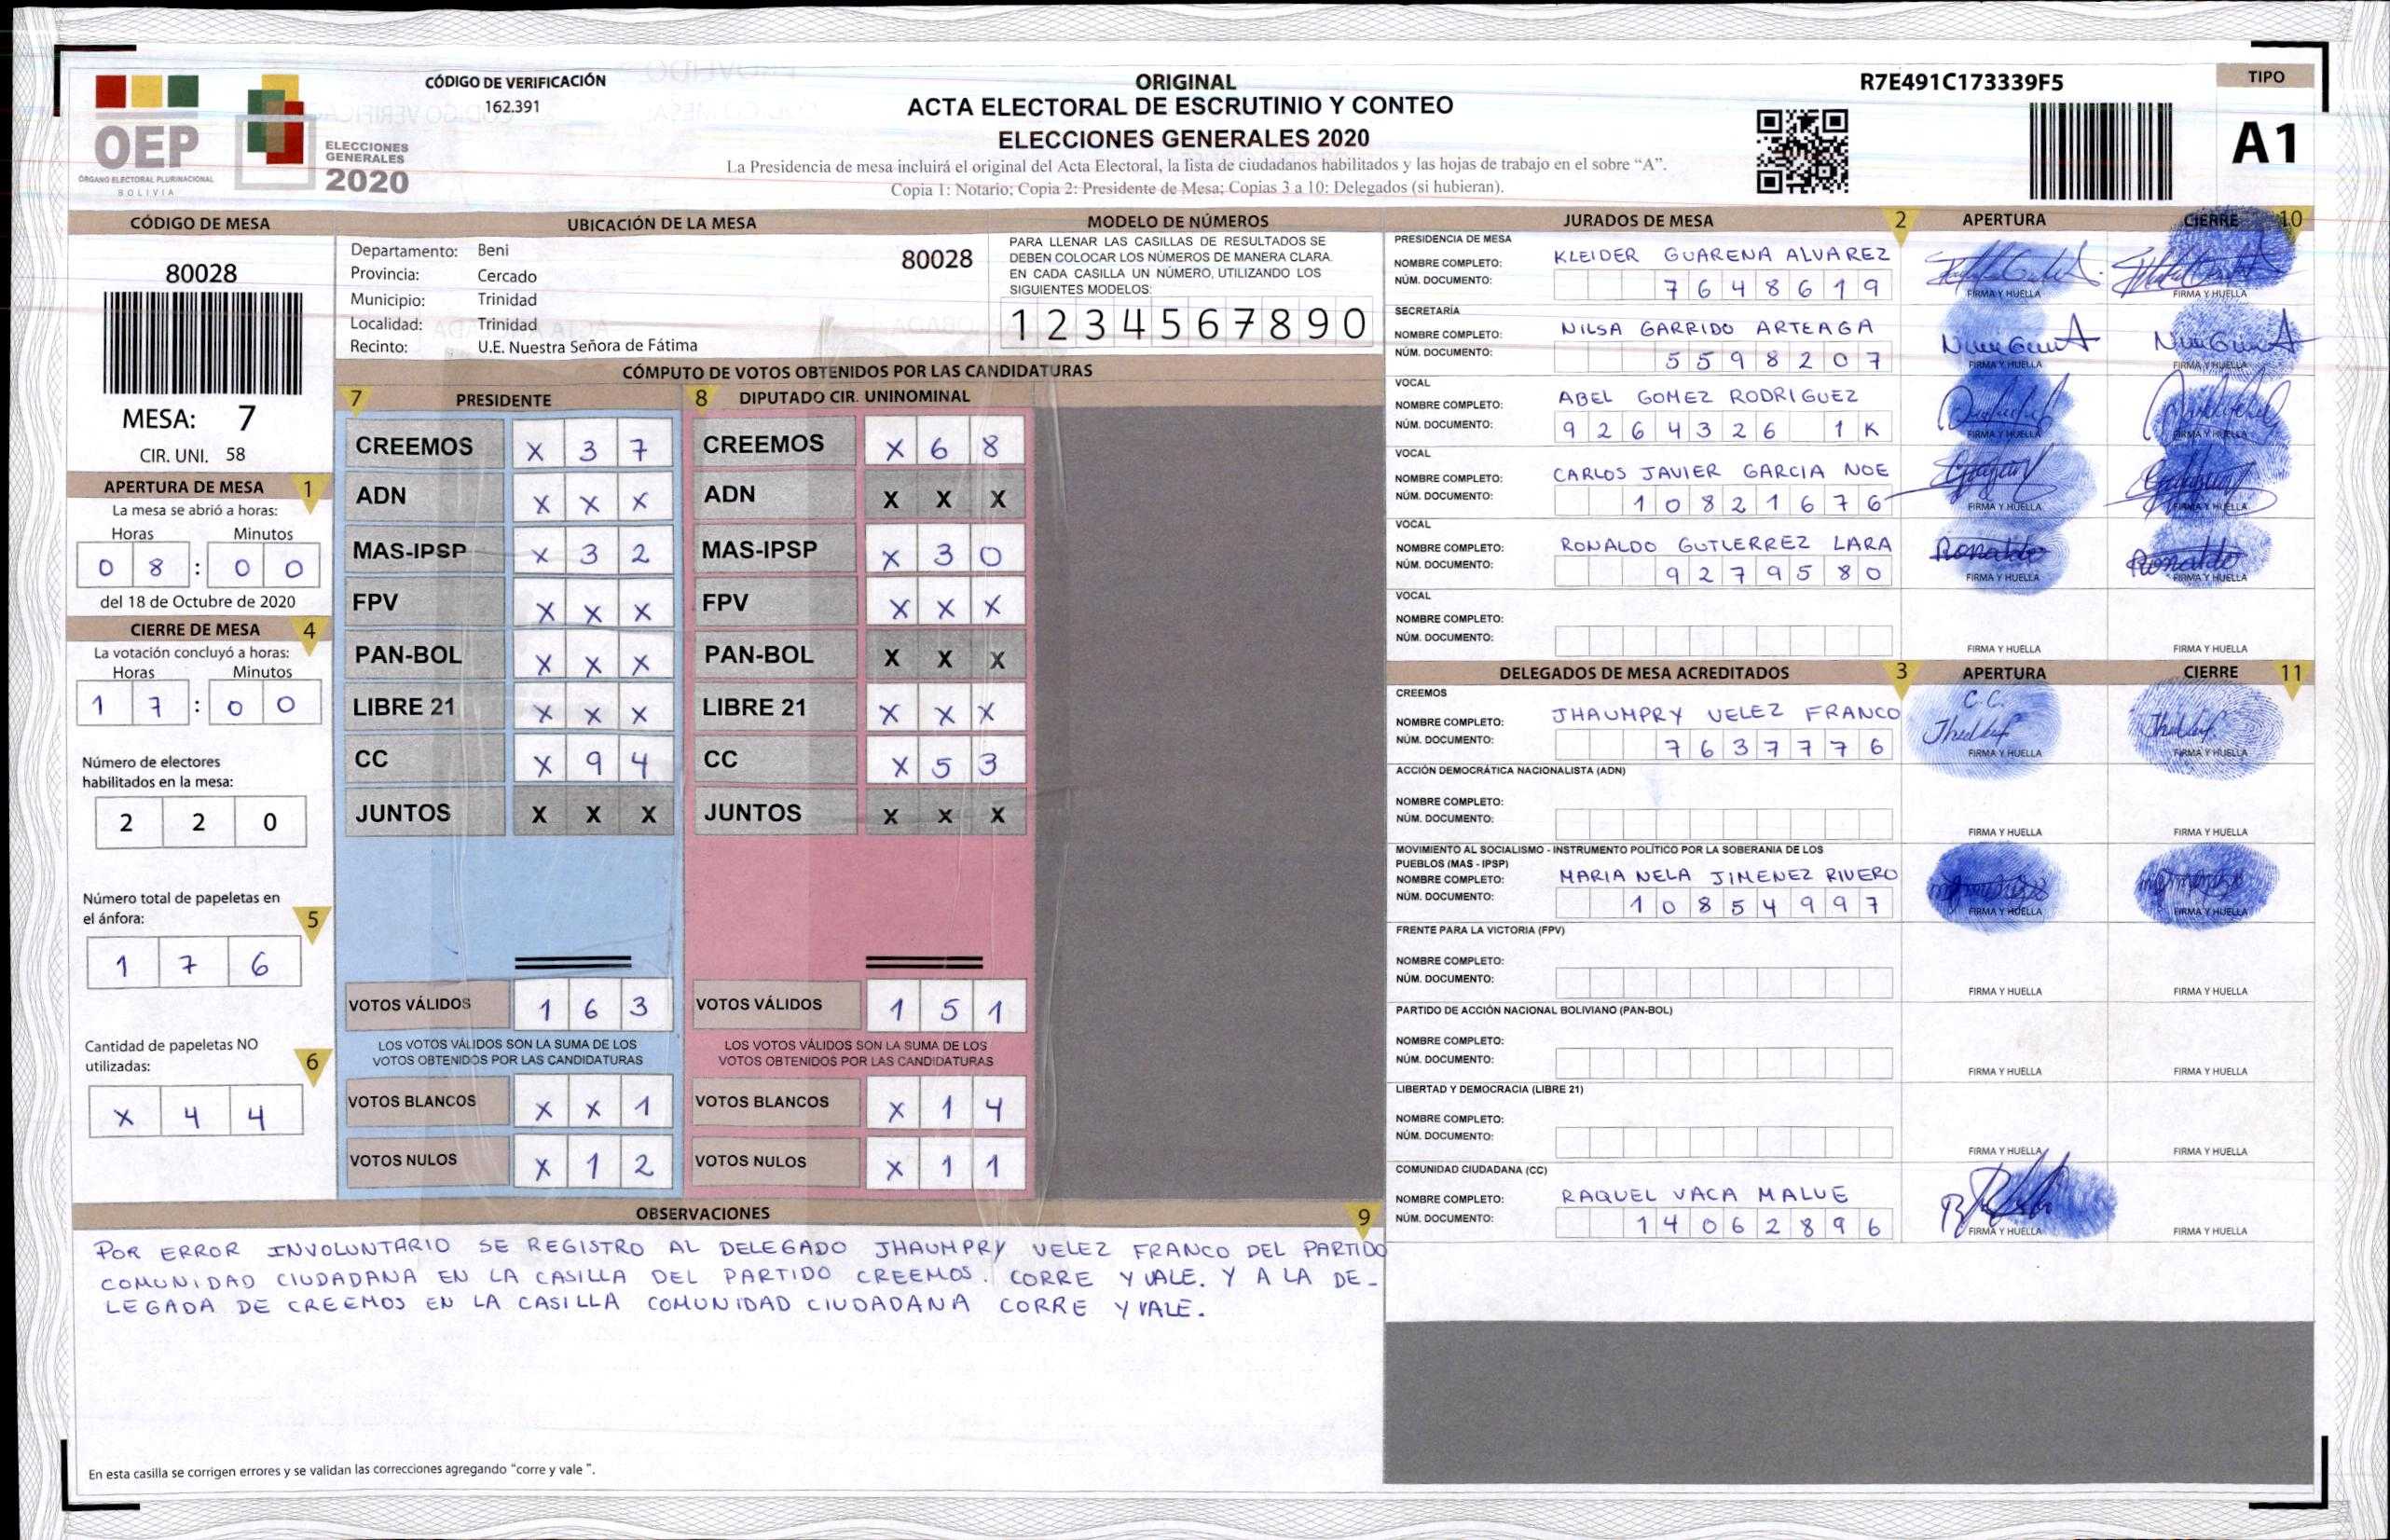 OEP
ÓRGANO ELECTORAL PLURINACIONAL
BOLIVIA
ELECCIONES
GENERALES
2020
CÓDIGO DE VERIFICACIÓN
162.391
ORIGINAL
ACTA ELECTORAL DE ESCRUTINIO Y CONTEO
ELECCIONES GENERALES 2020
La Presidencia de mesa incluirá el original del Acta Electoral, la lista de ciudadanos habilitados y las hojas de trabajo en el sobre “A”.
Copia 1: Notario; Copia 2: Presidente de Mesa; Copias 3 a 10: Delegados (si hubieran).
R7E491C173339F5
TIPO
A1
CÓDIGO DE MESA
80028
MESA: 7
CIR. UNI. 58
APERTURA DE MESA 1
La mesa se abrió a horas:
Horas Minutos
0 8 : 0 0
del 18 de Octubre de 2020
CIERRE DE MESA 4
La votación concluyó a horas:
Horas Minutos
1 7 : 0 0
Número de electores
habilitados en la mesa:
2 2 0
Número total de papeletas en
el ánfora: 5
1 7 6
Cantidad de papeletas NO
utilizadas: 6
X 4 4
UBICACIÓN DE LA MESA
Departamento: Beni 80028
Provincia: Cercado
Municipio: Trinidad
Localidad: Trinidad
Recinto: U.E. Nuestra Señora de Fátima
MODELO DE NÚMEROS
PARA LLENAR LAS CASILLAS DE RESULTADOS SE
DEBEN COLOCAR LOS NÚMEROS DE MANERA CLARA.
EN CADA CASILLA UN NÚMERO, UTILIZANDO LOS
SIGUIENTES MODELOS:
1 2 3 4 5 6 7 8 9 0
CÓMPUTO DE VOTOS OBTENIDOS POR LAS CANDIDATURAS
7 PRESIDENTE
CREEMOS X 3 7
ADN X X X
MAS-IPSP X 3 2
FPV X X X
PAN-BOL X X X
LIBRE 21 X X X
CC X 9 4
JUNTOS X X X
VOTOS VÁLIDOS 1 6 3
LOS VOTOS VÁLIDOS SON LA SUMA DE LOS
VOTOS OBTENIDOS POR LAS CANDIDATURAS
VOTOS BLANCOS X X 1
VOTOS NULOS X 1 2
8 DIPUTADO CIR. UNINOMINAL
CREEMOS X 6 8
ADN X X X
MAS-IPSP X 3 0
FPV X X X
PAN-BOL X X X
LIBRE 21 X X X
CC X 5 3
JUNTOS X X X
VOTOS VÁLIDOS 1 5 1
LOS VOTOS VÁLIDOS SON LA SUMA DE LOS
VOTOS OBTENIDOS POR LAS CANDIDATURAS
VOTOS BLANCOS X 1 4
VOTOS NULOS X 1 1
OBSERVACIONES 9
POR ERROR INVOLUNTARIO SE REGISTRO AL DELEGADO JHAUMPRY VELEZ FRANCO DEL PARTIDO
COMUNIDAD CIUDADANA EN LA CASILLA DEL PARTIDO CREEMOS. CORRE Y VALE. Y A LA DE-
LEGADA DE CREEMOS EN LA CASILLA COMUNIDAD CIUDADANA CORRE Y VALE.
En esta casilla se corrigen errores y se validan las correcciones agregando “corre y vale ”.
JURADOS DE MESA 2 APERTURA CIERRE 10
PRESIDENCIA DE MESA
NOMBRE COMPLETO: KLEIDER GUARENA ALVAREZ
NÚM. DOCUMENTO: 7 6 4 8 6 1 9
FIRMA Y HUELLA FIRMA Y HUELLA
SECRETARÍA
NOMBRE COMPLETO: NILSA GARRIDO ARTEAGA
NÚM. DOCUMENTO: 5 5 9 8 2 0 7
FIRMA Y HUELLA FIRMA Y HUELLA
VOCAL
NOMBRE COMPLETO: ABEL GOMEZ RODRIGUEZ
NÚM. DOCUMENTO: 9 2 6 4 3 2 6 1 K
FIRMA Y HUELLA FIRMA Y HUELLA
VOCAL
NOMBRE COMPLETO: CARLOS JAVIER GARCIA NOE
NÚM. DOCUMENTO: 1 0 8 2 1 6 7 6
FIRMA Y HUELLA FIRMA Y HUELLA
VOCAL
NOMBRE COMPLETO: RONALDO GUTIERREZ LARA
NÚM. DOCUMENTO: 9 2 7 9 5 8 0
Ronaldo Ronaldo
FIRMA Y HUELLA FIRMA Y HUELLA
VOCAL
NOMBRE COMPLETO:
NÚM. DOCUMENTO:
FIRMA Y HUELLA FIRMA Y HUELLA
DELEGADOS DE MESA ACREDITADOS 3 APERTURA CIERRE 11
CREEMOS
C.C.
NOMBRE COMPLETO: JHAUMPRY VELEZ FRANCO
NÚM. DOCUMENTO: 7 6 3 7 7 7 6
FIRMA Y HUELLA FIRMA Y HUELLA
ACCIÓN DEMOCRÁTICA NACIONALISTA (ADN)
NOMBRE COMPLETO:
NÚM. DOCUMENTO:
FIRMA Y HUELLA FIRMA Y HUELLA
MOVIMIENTO AL SOCIALISMO - INSTRUMENTO POLÍTICO POR LA SOBERANIA DE LOS
PUEBLOS (MAS - IPSP)
NOMBRE COMPLETO: MARIA NELA JIMENEZ RIVERO
NÚM. DOCUMENTO: 1 0 8 5 4 9 9 7
FIRMA Y HUELLA FIRMA Y HUELLA
FRENTE PARA LA VICTORIA (FPV)
NOMBRE COMPLETO:
NÚM. DOCUMENTO:
FIRMA Y HUELLA FIRMA Y HUELLA
PARTIDO DE ACCIÓN NACIONAL BOLIVIANO (PAN-BOL)
NOMBRE COMPLETO:
NÚM. DOCUMENTO:
FIRMA Y HUELLA FIRMA Y HUELLA
LIBERTAD Y DEMOCRACIA (LIBRE 21)
NOMBRE COMPLETO:
NÚM. DOCUMENTO:
FIRMA Y HUELLA FIRMA Y HUELLA
COMUNIDAD CIUDADANA (CC)
NOMBRE COMPLETO: RAQUEL VACA MALUE
NÚM. DOCUMENTO: 1 4 0 6 2 8 9 6
FIRMA Y HUELLA FIRMA Y HUELLA